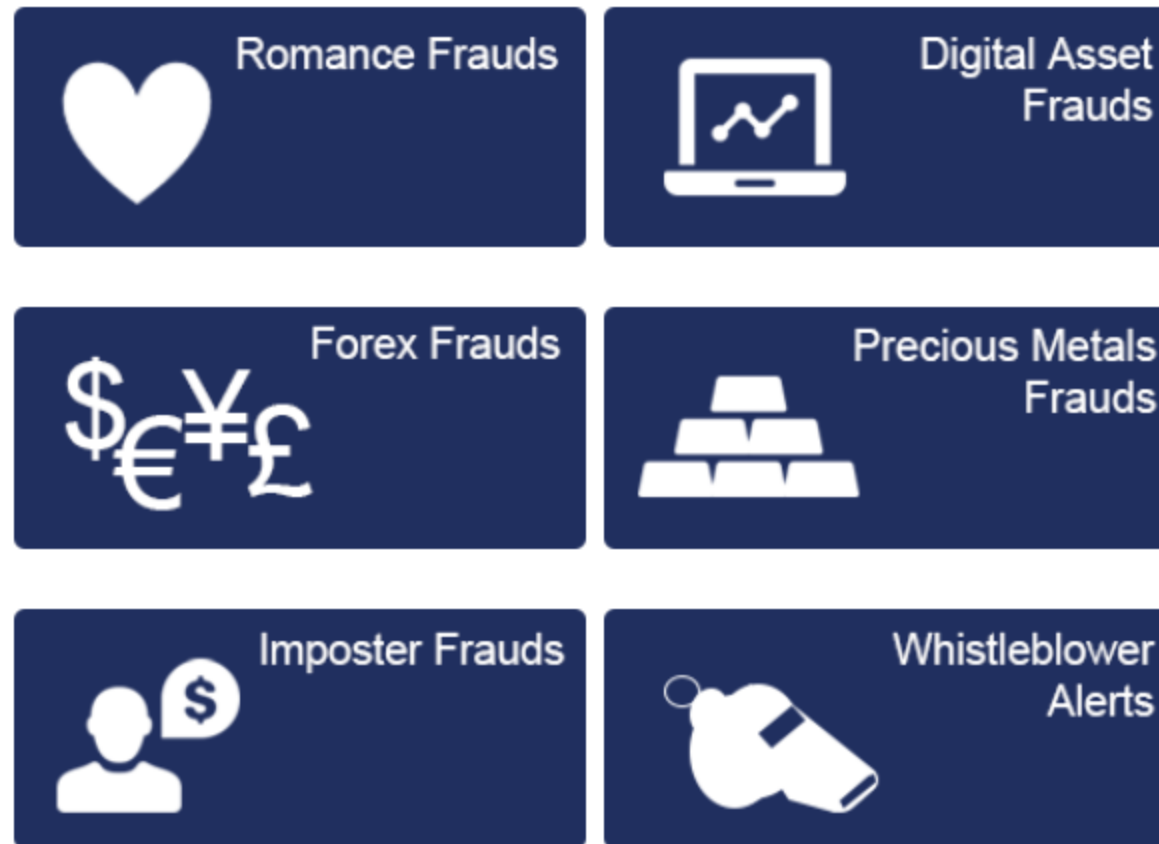 Romance Frauds
Digital Asset
Frauds
Forex Frauds
$€¥£
Precious Metals
Frauds
Imposter Frauds
$
Whistleblower
Alerts